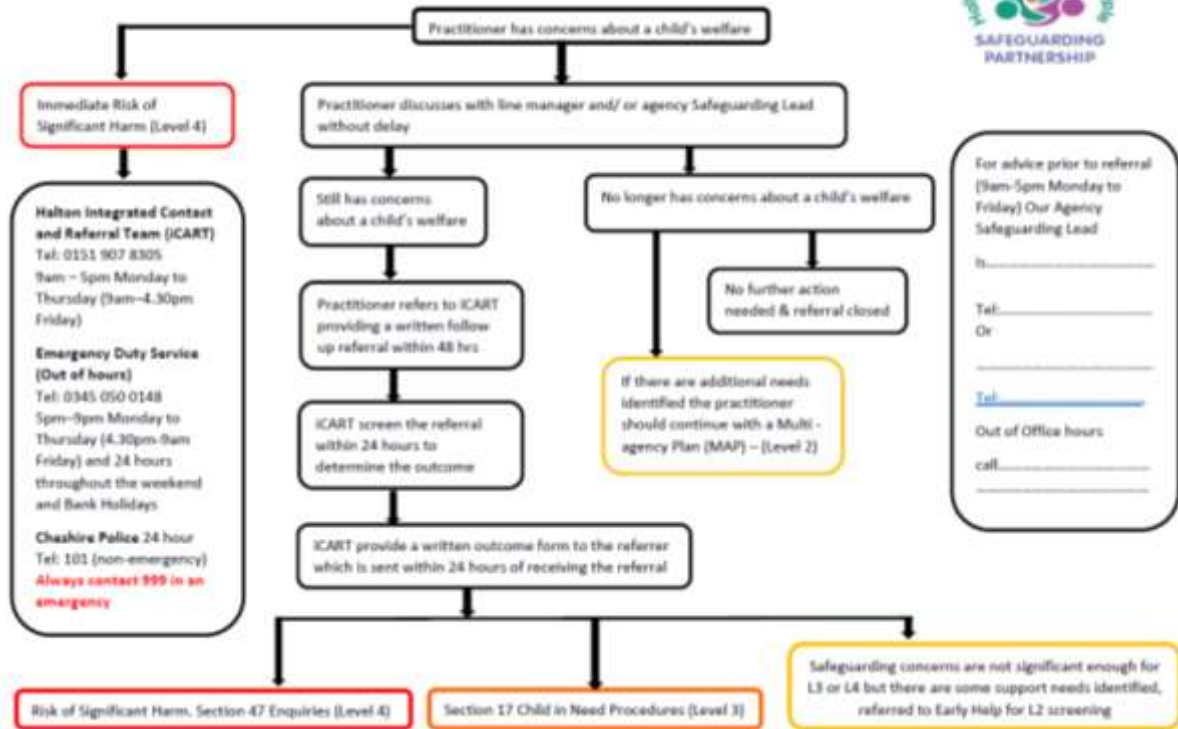 Practitioner has concerns about a child's welfare
SAFEGUARDING
PARTNERSHIP
Immediate Risk of
Significant Harm (Level 4)
Practitioner discusses with line manager and/ or agency Safeguarding Lead
without delay
Halton Integrated Contact
and Referral Team (iCART)
Tel: 0151 907 8305
9am – 5pm Monday to
Thursday (9am–4.30pm
Friday)
Emergency Duty Service
(Out of hours)
Tel: 0345 050 0148
5pm–9pm Monday to
Thursday (4.30pm-9am
Friday) and 24 hours
throughout the weekend
and Bank Holidays
Cheshire Police 24 hour
Tel: 101 (non-emergency)
Always contact 999 in an
emergency
Still has concerns
about a child's welfare
No longer has concerns about a child's welfare
Practitioner refers to iCART
providing a written follow
up referral within 48 hrs
No further action
needed & referral closed
iCART screen the referral
within 24 hours to
determine the outcome
If there are additional needs
identified the practitioner
should continue with a Multi -
agency Plan (MAP) – (Level 2)
iCART provide a written outcome form to the referrer
which is sent within 24 hours of receiving the referral
For advice prior to referral
(9am-5pm Monday to
Friday) Our Agency
Safeguarding Lead
Is
Tel:
Or
Tel:
Out of Office hours
call
Risk of Significant Harm. Section 47 Enquiries (Level 4)
Section 17 Child in Need Procedures (Level 3)
Safeguarding concerns are not significant enough for
L3 or L4 but there are some support needs identified,
referred to Early Help for L2 screening